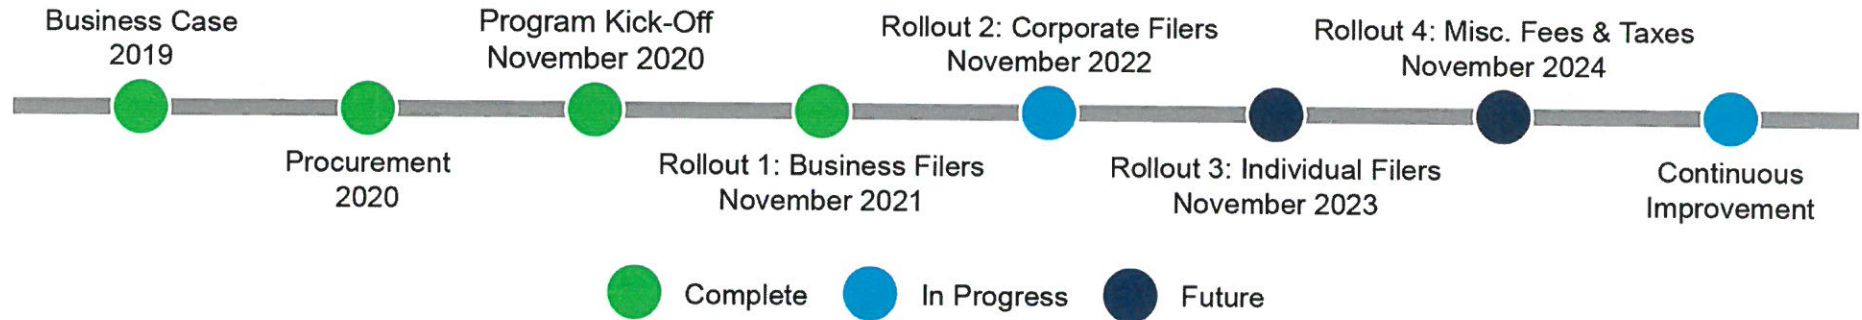 Business Case
2019
Procurement
2020
Program Kick-Off
November 2020
Rollout 1: Business Filers
November 2021
Rollout 2: Corporate Filers
November 2022
Rollout 3: Individual Filers
November 2023
Rollout 4: Misc. Fees & Taxes
November 2024
Continuous
Improvement
Complete
In Progress
Future